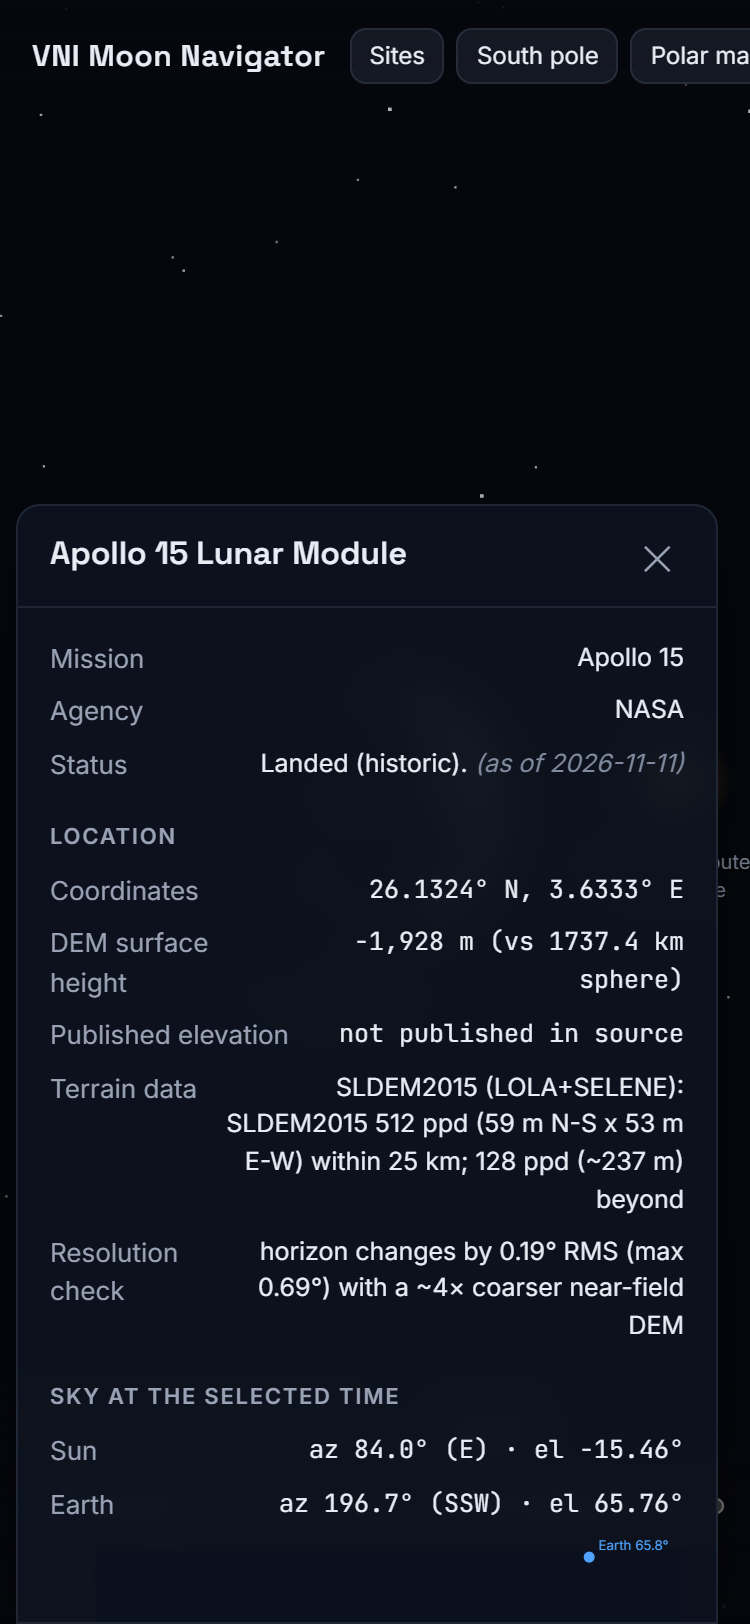 VNI Moon Navigator
Sites
South pole
Polar ma
Apollo 15 Lunar Module
Mission
Apollo 15
Agency
NASA
Status
Landed (historic). (as of 2026-11-11)
LOCATION
Coordinates
26.1324° N, 3.6333° E
DEM surface
height
-1,928 m (vs 1737.4 km
sphere)
Published elevation
not published in source
Terrain data
SLDEM2015 (LOLA+SELENE):
SLDEM2015 512 ppd (59 m N-S x 53 m
E-W) within 25 km; 128 ppd (~237 m)
beyond
Resolution
check
horizon changes by 0.19° RMS (max
0.69°) with a ~4× coarser near-field
DEM
SKY AT THE SELECTED TIME
Sun
az 84.0° (E) · el -15.46°
Earth
az 196.7° (SSW) · el 65.76°
Earth 65.8°